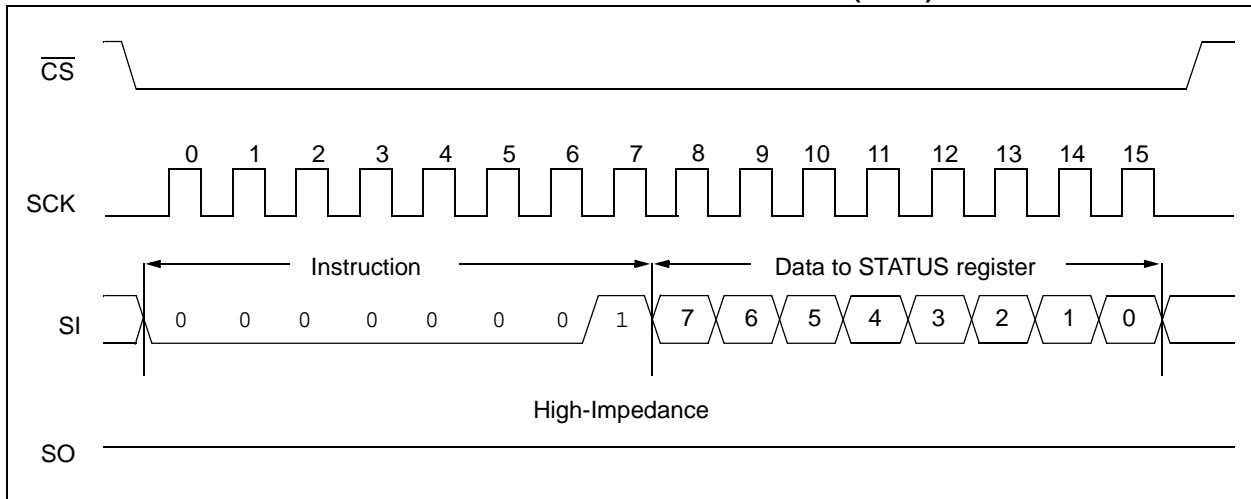 CS
0 1 2 3 4 5 6 7 8 9 10 11 12 13 14 15
SCK
Instruction Data to STATUS register
SI 0 0 0 0 0 0 0 1 7 6 5 4 3 2 1 0
High-Impedance
SO